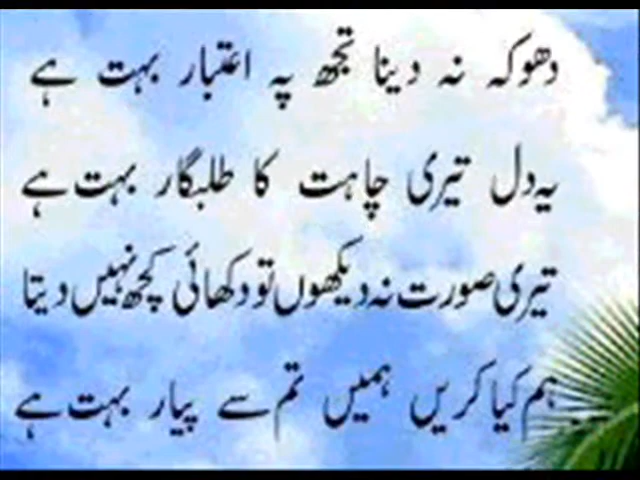 دھوکہ نہ دینا تجھ پہ اعتبار بہت ہے
یہ دل تیری چاہت کا طلبگار بہت ہے
تیری صورت نہ دیکھوں تو دکھائی کچھ نہیں دیتا
ہم کیا کریں ہمیں تم سے پیار بہت ہے